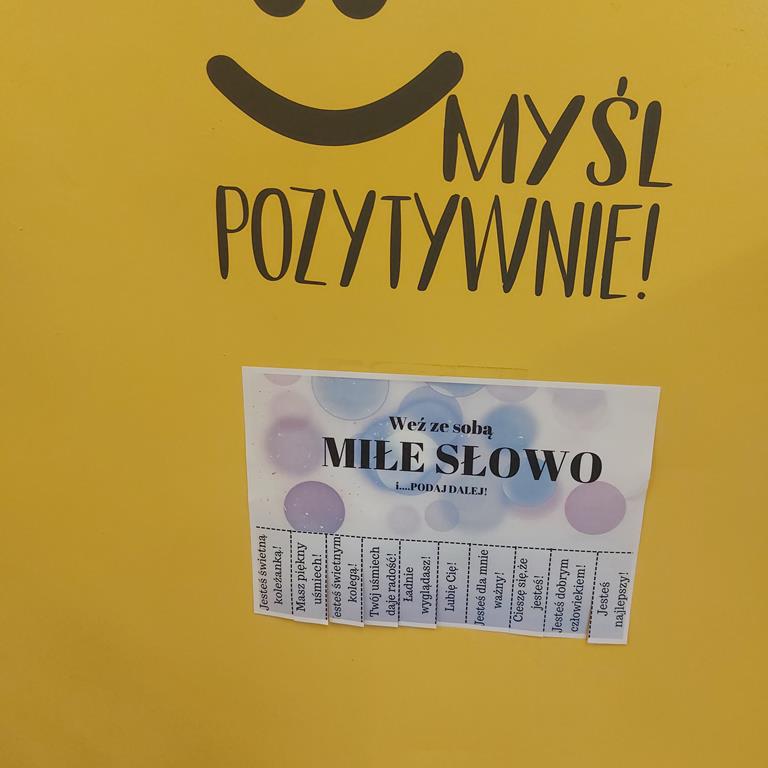 MYŚL
POZYTYWNIE!
Weź ze sobą
MIŁE SŁOWO
i....PODAJ DALEJ!
Jesteś świetną
koleżanką!
Masz piękny
uśmiech!
esteś świetnym
kolegą!
Twój uśmiech
daje radość!
Ładnie
wyglądasz!
Lubię Cię!
Jesteś dla mnie
ważny!
Cieszę się,że
jesteś!
Jesteś dobrym
człowiekiem!
Jesteś
najlepszy!